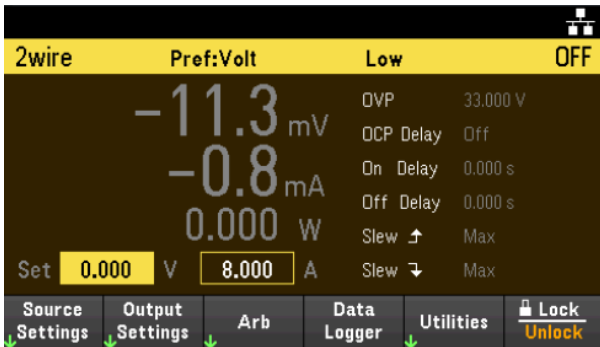 2wire Pref:Volt Low OFF
-11.3 mV
-0.8 mA
0.000 W
Set 0.000 V 8.000 A
OVP 33.000 V
OCP Delay Off
On Delay 0.000 s
Off Delay 0.000 s
Slew Max
Slew Max
Source Settings
Output Settings
Arb
Data Logger
Utilities
Lock
Unlock